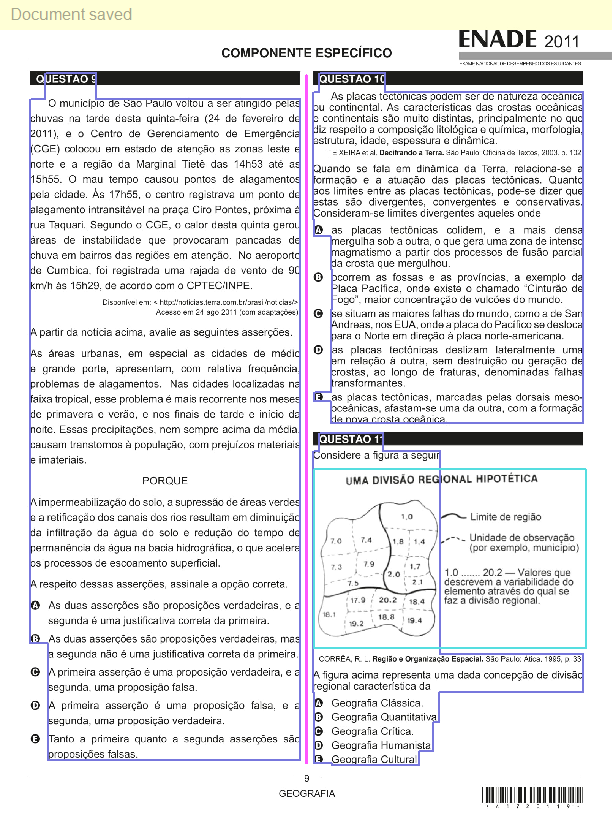 Document saved
ENADE 2011
EXAME NACIONAL DE DESEMPENHO DOS ESTUDANTES
COMPONENTE ESPECÍFICO
QUESTÃO 9
O município de São Paulo voltou a ser atingido pelas
chuvas na tarde desta quinta-feira (24 de fevereiro de
2011), e o Centro de Gerenciamento de Emergência
(CGE) colocou em estado de atenção as zonas leste e
norte e a região da Marginal Tietê das 14h53 até as
15h55. O mau tempo causou pontos de alagamentos
pela cidade. Às 17h55, o centro registrava um ponto de
alagamento intransitável na praça Ciro Pontes, próxima à
rua Taquari. Segundo o CGE, o calor desta quinta gerou
áreas de instabilidade que provocaram pancadas de
chuva em bairros das regiões em atenção. No aeroporto
de Cumbica, foi registrada uma rajada de vento de 90
km/h às 15h29, de acordo com o CPTEC/INPE.
Disponível em: < http://noticias.terra.com.br/brasil/noticias/>.
Acesso em 24 ago 2011 (com adaptações)
A partir da notícia acima, avalie as seguintes asserções.
As áreas urbanas, em especial as cidades de médio
e grande porte, apresentam, com relativa frequência,
problemas de alagamentos. Nas cidades localizadas na
faixa tropical, esse problema é mais recorrente nos meses
de primavera e verão, e nos finais de tarde e início da
noite. Essas precipitações, nem sempre acima da média,
causam transtornos à população, com prejuízos materiais
e imateriais.
PORQUE
A impermeabilização do solo, a supressão de áreas verdes
e a retificação dos canais dos rios resultam em diminuição
da infiltração da água do solo e redução do tempo de
permanência da água na bacia hidrográfica, o que acelera
os processos de escoamento superficial.
A respeito dessas asserções, assinale a opção correta.
A As duas asserções são proposições verdadeiras, e a
segunda é uma justificativa correta da primeira.
B As duas asserções são proposições verdadeiras, mas
a segunda não é uma justificativa correta da primeira.
C A primeira asserção é uma proposição verdadeira, e a
segunda, uma proposição falsa.
D A primeira asserção é uma proposição falsa, e a
segunda, uma proposição verdadeira.
E Tanto a primeira quanto a segunda asserções são
proposições falsas.
QUESTÃO 10
As placas tectônicas podem ser de natureza oceânica
ou continental. As características das crostas oceânicas
e continentais são muito distintas, principalmente no que
diz respeito a composição litológica e química, morfologia,
estrutura, idade, espessura e dinâmica.
TEIXEIRA et al. Decifrando a Terra. São Paulo: Oficina de Textos, 2003, p. 102
Quando se fala em dinâmica da Terra, relaciona-se a
formação e a atuação das placas tectônicas. Quanto
aos limites entre as placas tectônicas, pode-se dizer que
estas são divergentes, convergentes e conservativas.
Consideram-se limites divergentes aqueles onde
A as placas tectônicas colidem, e a mais densa
mergulha sob a outra, o que gera uma zona de intenso
magmatismo a partir dos processos de fusão parcial
da crosta que mergulhou.
B ocorrem as fossas e as províncias, a exemplo da
Placa Pacífica, onde existe o chamado "Cinturão de
Fogo", maior concentração de vulcões do mundo.
C se situam as maiores falhas do mundo, como a de San
Andreas, nos EUA, onde a placa do Pacífico se desloca
para o Norte em direção à placa norte-americana.
D as placas tectônicas deslizam lateralmente uma
em relação à outra, sem destruição ou geração de
crostas, ao longo de fraturas, denominadas falhas
transformantes.
E as placas tectônicas, marcadas pelas dorsais meso-
oceânicas, afastam-se uma da outra, com a formação
de nova crosta oceânica.
QUESTÃO 11
Considere a figura a seguir
UMA DIVISÃO REGIONAL HIPOTÉTICA
1,0
7.0 7.4 1.8 1.4
7.3 7.9 1.7
2.0
7.5 2.1
17.9 20.2 18.4
18.1 19.2 18.8 19.4
Limite de região
Unidade de observação
(por exemplo, município)
1.0 ....... 20.2 — Valores que
descrevem a variabilidade do
elemento através do qual se
faz a divisão regional.
CORRÊA, R. L. Região e Organização Espacial. São Paulo: Ática, 1995, p. 33
A figura acima representa uma dada concepção de divisão
regional característica da
A Geografia Clássica.
B Geografia Quantitativa
C Geografia Crítica.
D Geografia Humanista
E Geografia Cultural
9
GEOGRAFIA